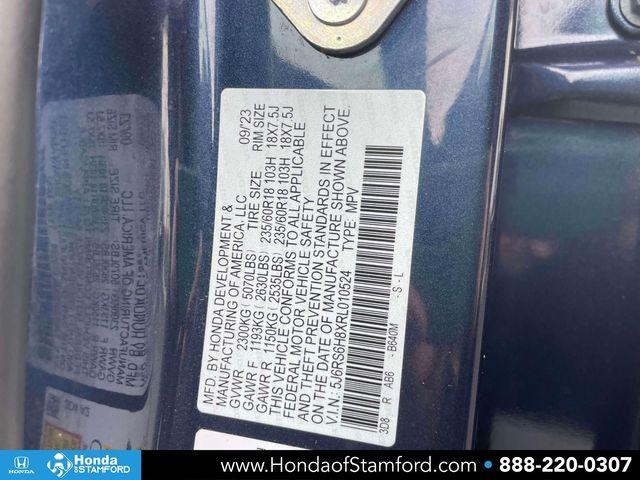 MFD BY HONDA DEVELOPMENT &
MANUFACTURING OF AMERICA, LLC 09/23
GVWR 2300KG(5070LBS) TIRE SIZE RIM SIZE
GAWR F 1193KG(2630LBS) 235/60R18 103H 18X7.5J
GAWR R 1150KG(2535LBS) 235/60R18 103H 18X7.5J
THIS VEHICLE CONFORMS TO ALL APPLICABLE
FEDERAL MOTOR VEHICLE SAFETY
AND THEFT PREVENTION STANDARDS IN EFFECT
ON THE DATE OF MANUFACTURE SHOWN ABOVE.
V.I.N.: 5J6RS6H8XRL010524 TYPE: MPV
3D8 R AB6 -B640M -S-L
HONDA
Honda
OF STAMFORD
www.HondaofStamford.com
888-220-0307